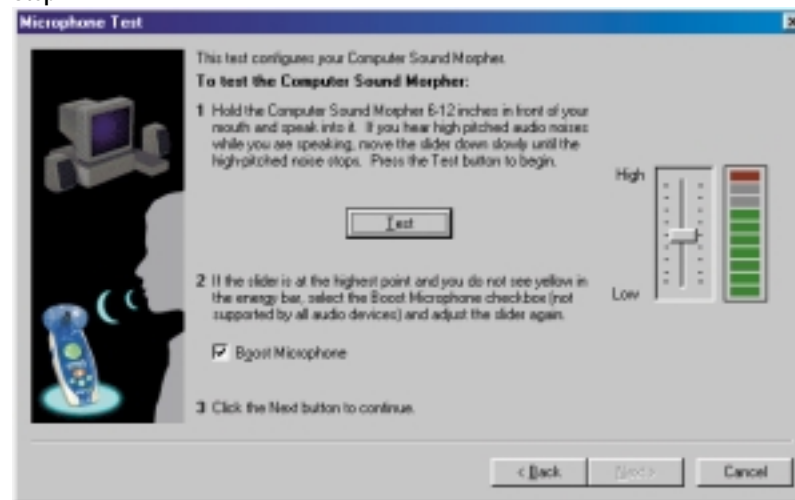 Microphone Test
This test configures your Computer Sound Morpher.
To test the Computer Sound Morpher:
1 Hold the Computer Sound Morpher 6-12 inches in front of your
mouth and speak into it. If you hear high pitched audio noises
while you are speaking, move the slider down slowly until the
high-pitched noise stops. Press the Test button to begin.
High
Test
2 If the slider is at the highest point and you do not see yellow in
the energy bar, select the Boost Microphone checkbox (not
supported by all audio devices) and adjust the slider again.
Low
Boost Microphone
3 Click the Next button to continue.
< Back
Next >
Cancel